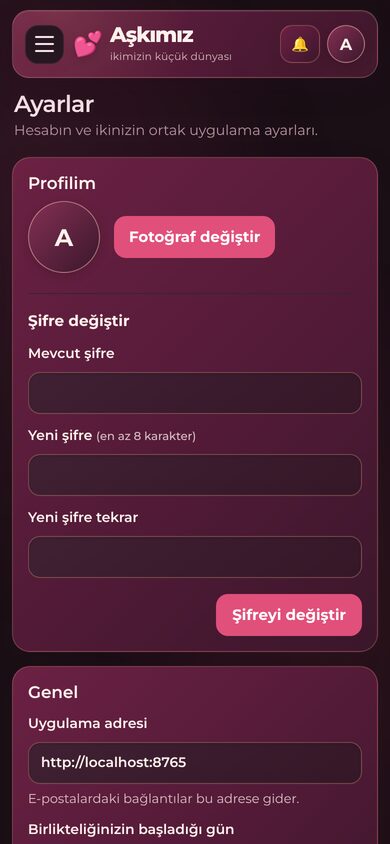 Aşkımız
ikimizin küçük dünyası
A
Ayarlar
Hesabın ve ikinizin ortak uygulama ayarları.
Profilim
A
Fotoğraf değiştir
Şifre değiştir
Mevcut şifre
Yeni şifre (en az 8 karakter)
Yeni şifre tekrar
Şifreyi değiştir
Genel
Uygulama adresi
http://localhost:8765
E-postalardaki bağlantılar bu adrese gider.
Birlikteliğinizin başladığı gün